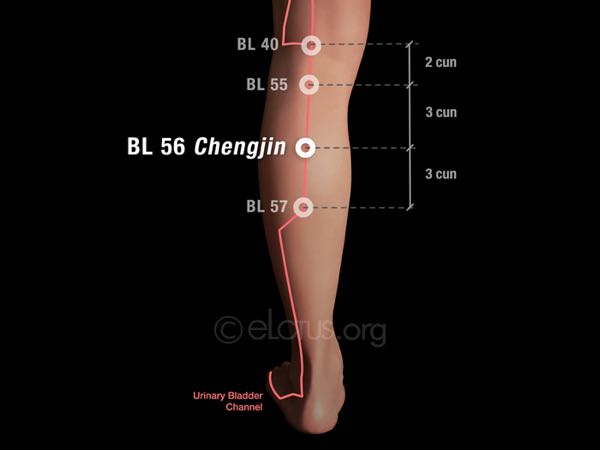 BL 40
2 cun
BL 55
3 cun
BL 56 Chengjin
3 cun
BL 57
© eLotus.org
Urinary Bladder
Channel